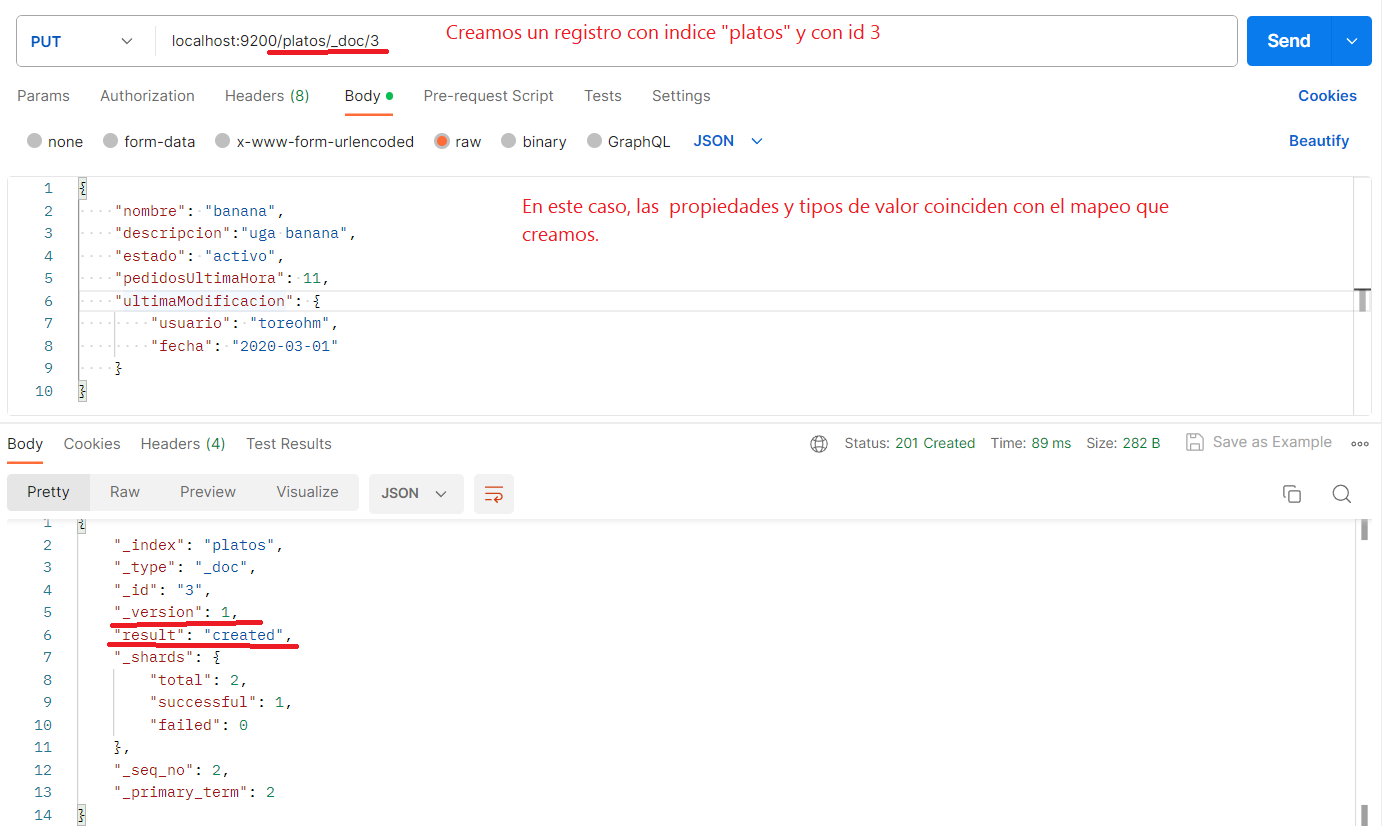 PUT localhost:9200/platos/_doc/3 Creamos un registro con indice "platos" y con id 3 Send
Params Authorization Headers (8) Body Pre-request Script Tests Settings Cookies
none form-data x-www-form-urlencoded raw binary GraphQL JSON Beautify
1 {
2 "nombre": "banana",
3 "descripcion":"uga banana",
4 "estado": "activo",
5 "pedidosUltimaHora": 11,
6 "ultimaModificacion": {
7 "usuario": "toreohm",
8 "fecha": "2020-03-01"
9 }
10 }
En este caso, las propiedades y tipos de valor coinciden con el mapeo que
creamos.
Body Cookies Headers (4) Test Results Status: 201 Created Time: 89 ms Size: 282 B Save as Example
Pretty Raw Preview Visualize JSON
1 {
2 "_index": "platos",
3 "_type": "_doc",
4 "_id": "3",
5 "_version": 1,
6 "result": "created",
7 "_shards": {
8 "total": 2,
9 "successful": 1,
10 "failed": 0
11 },
12 "_seq_no": 2,
13 "_primary_term": 2
14 }